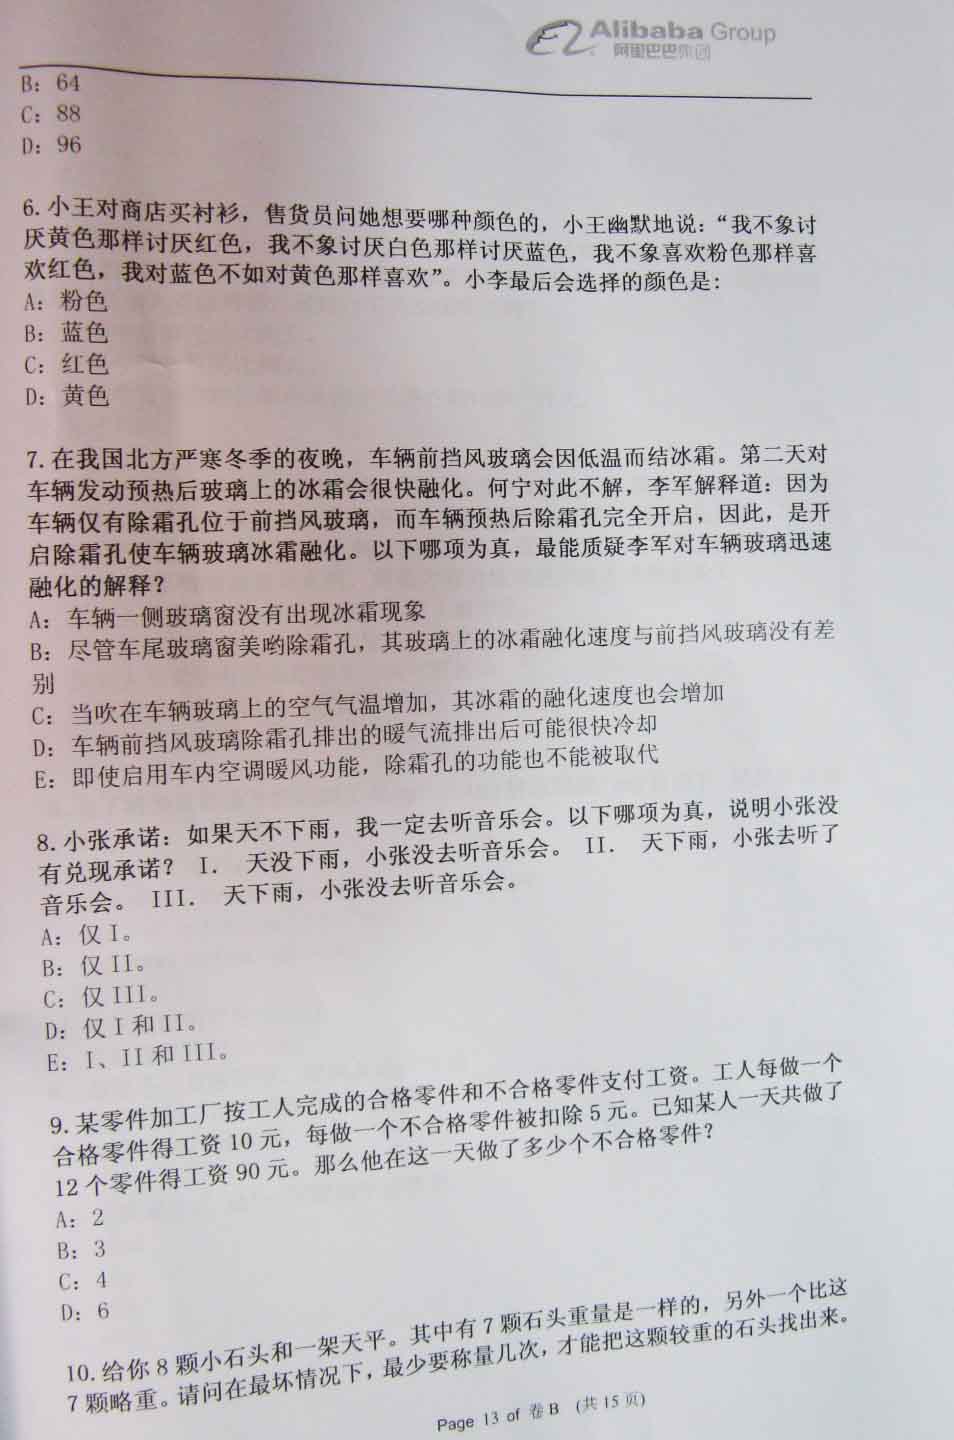 Alibaba Group
阿里巴巴集团
B：64
C：88
D：96
6.小王对商店买衬衫，售货员问她想要哪种颜色的，小王幽默地说：“我不象讨
厌黄色那样讨厌红色，我不象讨厌白色那样讨厌蓝色，我不象喜欢粉色那样喜
欢红色，我对蓝色不如对黄色那样喜欢”。小李最后会选择的颜色是：
A：粉色
B：蓝色
C：红色
D：黄色
7.在我国北方严寒冬季的夜晚，车辆前挡风玻璃会因低温而结冰霜。第二天对
车辆发动预热后玻璃上的冰霜会很快融化。何宁对此不解，李军解释道：因为
车辆仅有除霜孔位于前挡风玻璃，而车辆预热后除霜孔完全开启，因此，是开
启除霜孔使车辆玻璃冰霜融化。以下哪项为真，最能质疑李军对车辆玻璃迅速
融化的解释？
A：车辆一侧玻璃窗没有出现冰霜现象
B：尽管车尾玻璃窗美哟除霜孔，其玻璃上的冰霜融化速度与前挡风玻璃没有差
别
C：当吹在车辆玻璃上的空气气温增加，其冰霜的融化速度也会增加
D：车辆前挡风玻璃除霜孔排出的暖气流排出后可能很快冷却
E：即使启用车内空调暖风功能，除霜孔的功能也不能被取代
8.小张承诺：如果天不下雨，我一定去听音乐会。以下哪项为真，说明小张没
有兑现承诺？ I. 天没下雨，小张没去听音乐会。 II. 天下雨，小张去听了
音乐会。 III. 天下雨，小张没去听音乐会。
A：仅 I。
B：仅 II。
C：仅 III。
D：仅 I 和 II。
E：I、II 和 III。
9.某零件加工厂按工人完成的合格零件和不合格零件支付工资。工人每做一个
合格零件得工资 10 元，每做一个不合格零件被扣除 5 元。已知某人一天共做了
12 个零件得工资 90 元。那么他在这一天做了多少个不合格零件？
A：2
B：3
C：4
D：6
10.给你 8 颗小石头和一架天平。其中有 7 颗石头重量是一样的，另外一个比这
7 颗略重。请问在最坏情况下，最少要称量几次，才能把这颗较重的石头找出来。
Page 13 of 卷 B （共 15 页）